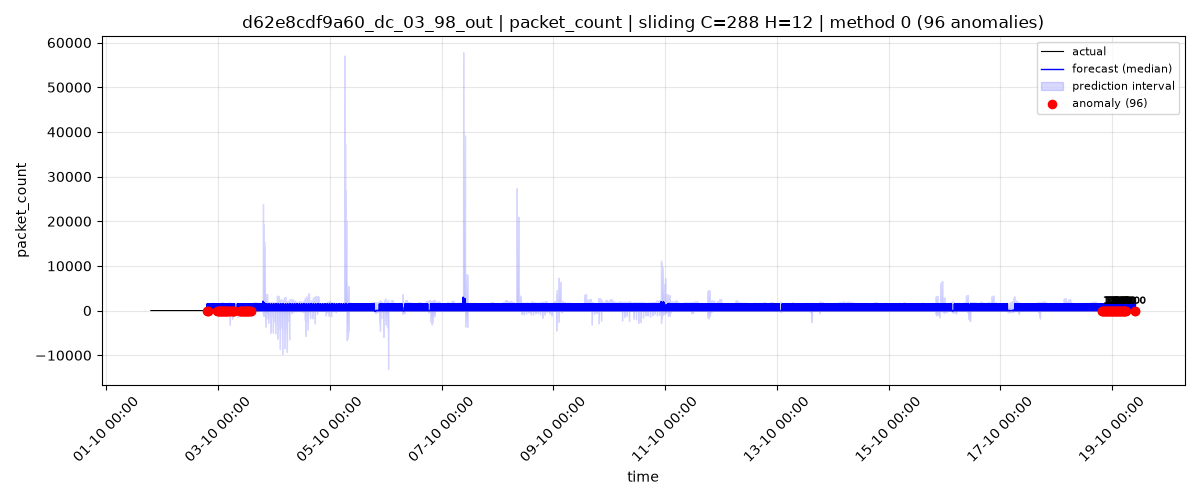 d62e8cdf9a60_dc_03_98_out | packet_count | sliding C=288 H=12 | method 0 (96 anomalies)
actual
forecast (median)
prediction interval
anomaly (96)
packet_count
60000
50000
40000
30000
20000
10000
0
−10000
01-10 00:00
03-10 00:00
05-10 00:00
07-10 00:00
09-10 00:00
11-10 00:00
13-10 00:00
15-10 00:00
17-10 00:00
19-10 00:00
time